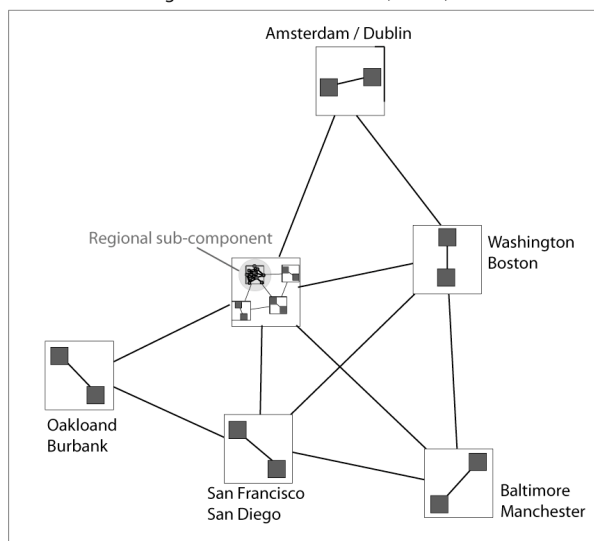 Amsterdam / Dublin
Regional sub-component
Washington
Boston
Oakloand
Burbank
San Francisco
San Diego
Baltimore
Manchester